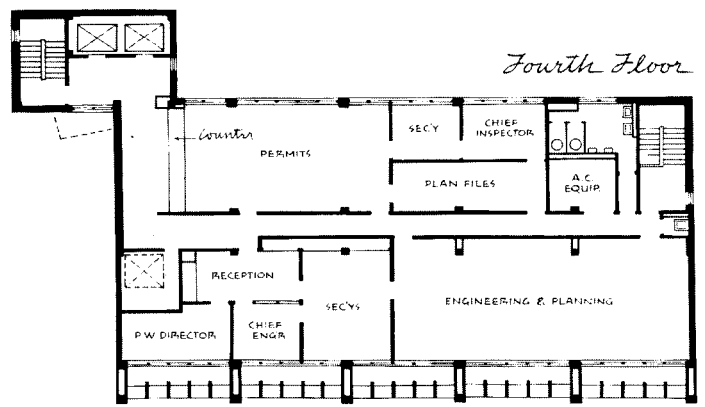 Fourth Floor
counter
PERMITS
SEC'Y
CHIEF
INSPECTOR
PLAN FILES
A.C.
EQUIP.
RECEPTION
SEC'YS
ENGINEERING & PLANNING
P W DIRECTOR
CHIEF
ENGR